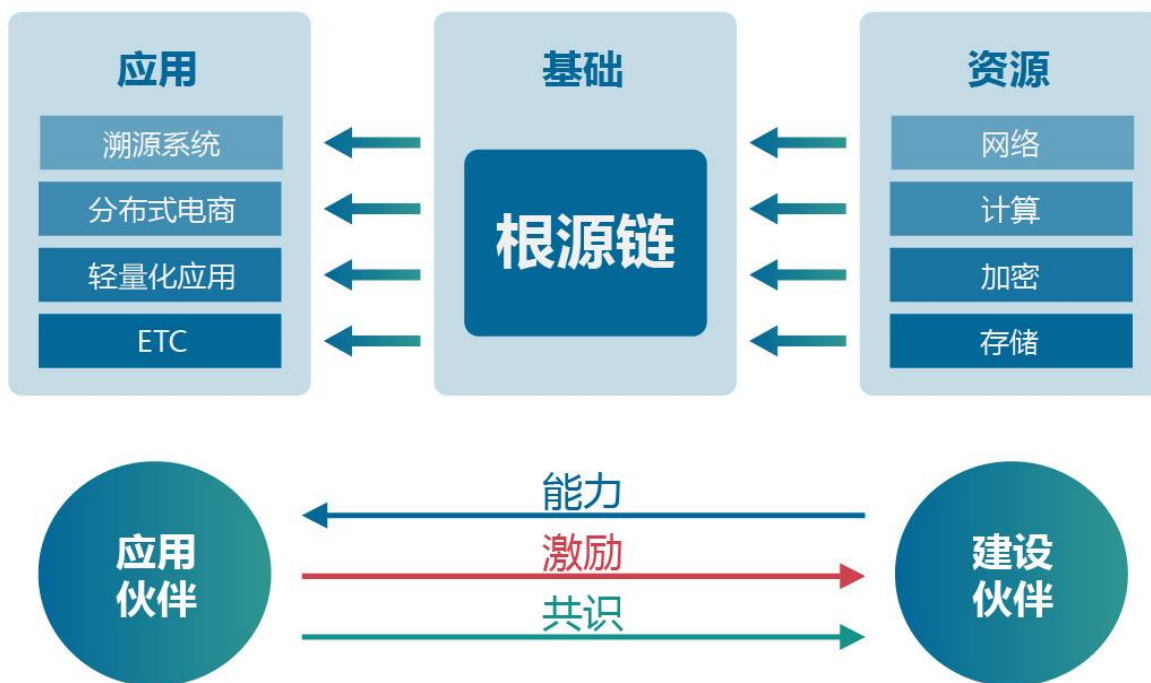 应用
溯源系统
分布式电商
轻量化应用
ETC
基础
根源链
资源
网络
计算
加密
存储
应用
伙伴
能力
激励
共识
建设
伙伴